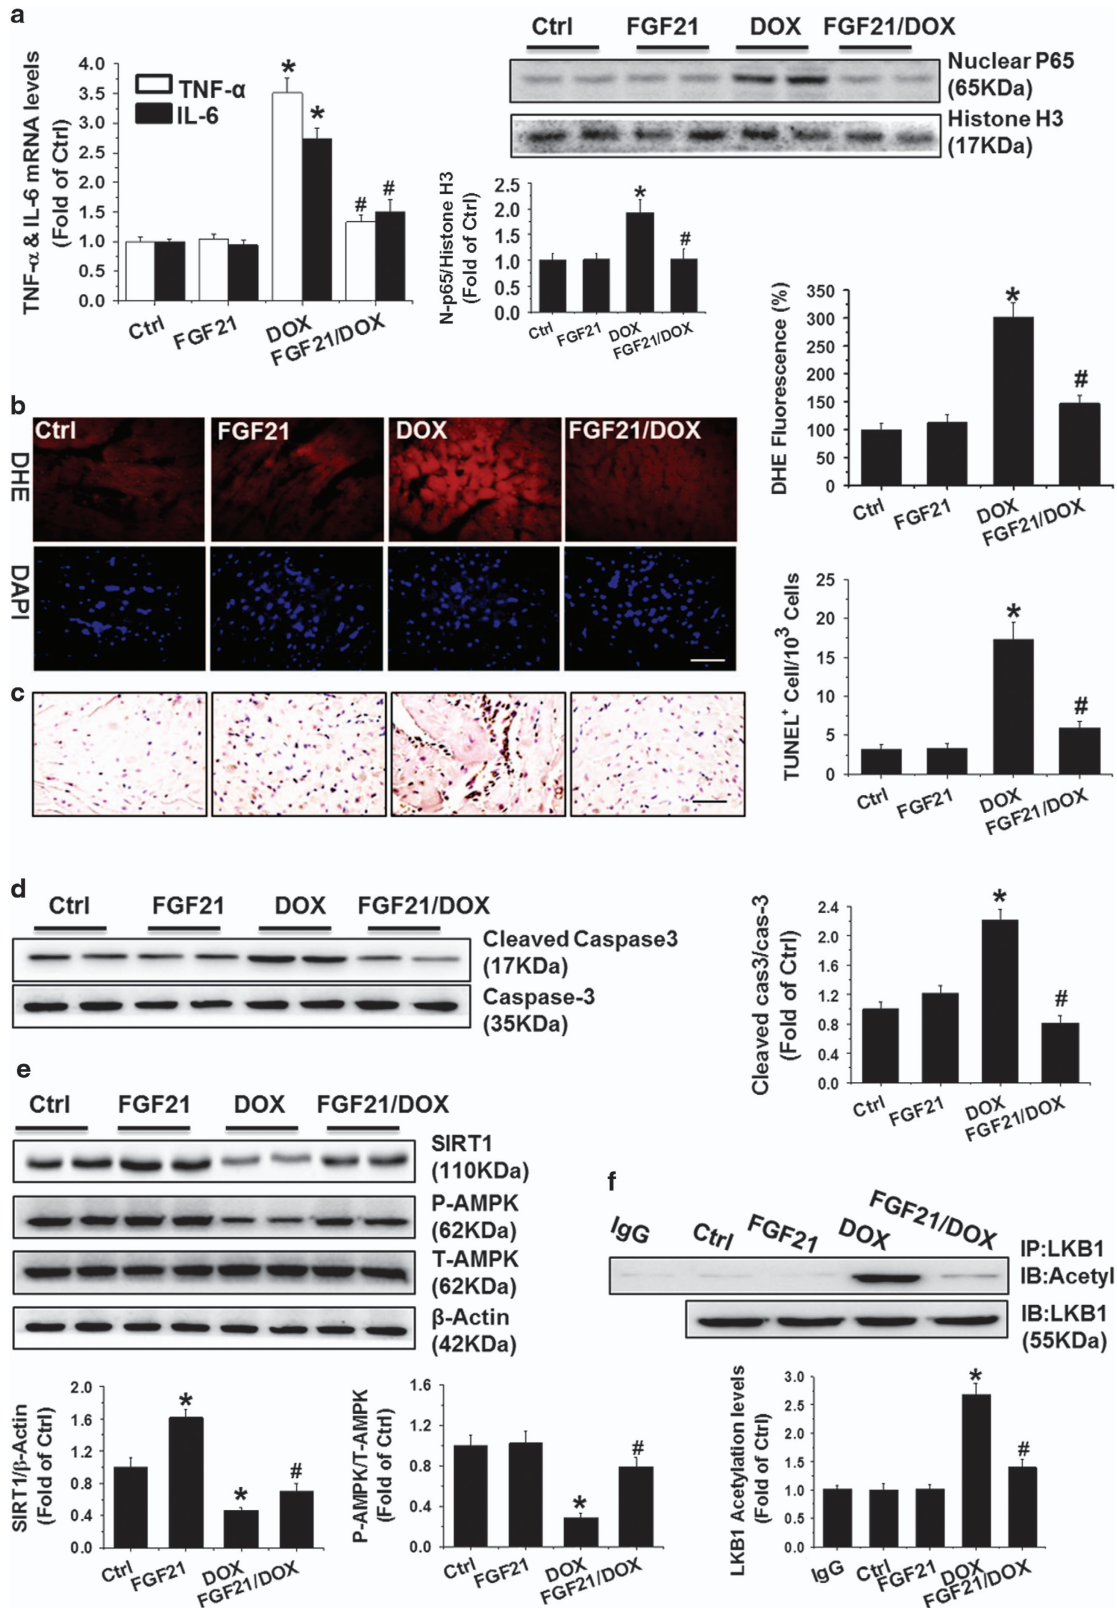 a
TNF-α & IL-6 mRNA levels
(Fold of Ctrl)
4.0
3.5
3.0
2.5
2.0
1.5
1.0
0.5
0.0
TNF-α
IL-6
*
*
#
#
Ctrl
FGF21
DOX
FGF21/DOX
Ctrl FGF21 DOX FGF21/DOX
Nuclear P65
(65KDa)
Histone H3
(17KDa)
N-p65/Histone H3
(Fold of Ctrl)
2.5
2.0
1.5
1.0
0.5
0.0
*
#
Ctrl
FGF21
DOX
FGF21/DOX
b
Ctrl FGF21 DOX FGF21/DOX
DHE
DAPI
DHE Fluorescence (%)
350
300
250
200
150
100
50
0
*
#
Ctrl
FGF21
DOX
FGF21/DOX
c
TUNEL⁺ Cell/10³ Cells
25
20
15
10
5
0
*
#
Ctrl
FGF21
DOX
FGF21/DOX
d
Ctrl FGF21 DOX FGF21/DOX
Cleaved Caspase3
(17KDa)
Caspase-3
(35KDa)
Cleaved cas3/cas-3
(Fold of Ctrl)
2.4
2.0
1.6
1.2
0.8
0.4
0.0
*
#
Ctrl
FGF21
DOX
FGF21/DOX
e
Ctrl FGF21 DOX FGF21/DOX
SIRT1
(110KDa)
P-AMPK
(62KDa)
T-AMPK
(62KDa)
β-Actin
(42KDa)
SIRT1/β-Actin
(Fold of Ctrl)
2.0
1.6
1.2
0.8
0.4
0.0
*
*
#
Ctrl
FGF21
DOX
FGF21/DOX
P-AMPK/T-AMPK
(Fold of Ctrl)
1.6
1.2
0.8
0.4
0.0
*
#
Ctrl
FGF21
DOX
FGF21/DOX
f
IgG
Ctrl
FGF21
DOX
FGF21/DOX
IP:LKB1
IB:Acetyl
IB:LKB1
(55KDa)
LKB1 Acetylation levels
(Fold of Ctrl)
3.0
2.5
2.0
1.5
1.0
0.5
0.0
*
#
IgG
Ctrl
FGF21
DOX
FGF21/DOX